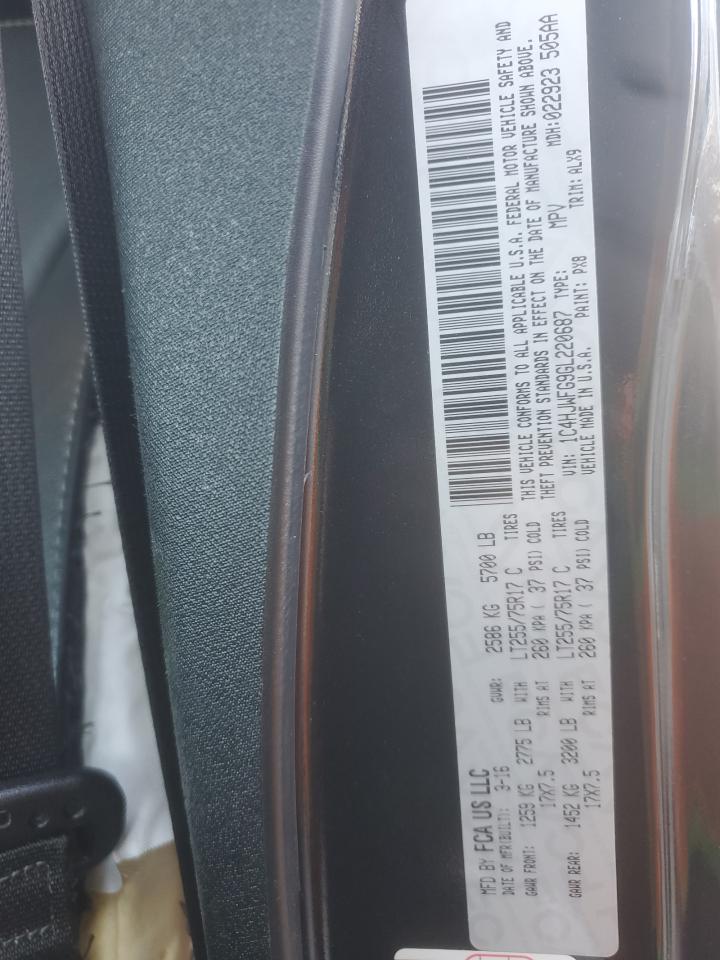 MFD BY FCA US LLC
DATE OF MFR(BUILT): 3-16 GVWR: 2586 KG 5700 LB
GAWR FRONT: 1259 KG 2775 LB WITH LT255/75R17 C TIRES
17X7.5 RIMS AT 260 KPA ( 37 PSI) COLD
GAWR REAR: 1452 KG 3200 LB WITH LT255/75R17 C TIRES
17X7.5 RIMS AT 260 KPA ( 37 PSI) COLD
THIS VEHICLE CONFORMS TO ALL APPLICABLE U.S.A. FEDERAL MOTOR VEHICLE SAFETY AND
THEFT PREVENTION STANDARDS IN EFFECT ON THE DATE OF MANUFACTURE SHOWN ABOVE.
VIN: 1C4HJWFG9GL220687 TYPE: MPV MDH:022923 505AA
VEHICLE MADE IN U.S.A. PAINT: PX8 TRIM: ALX9